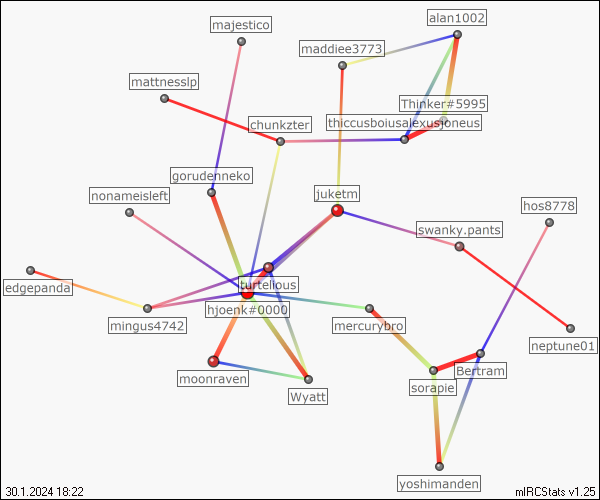 alan1002
majestico
maddiee3773
mattnesslp
Thinker#5995
chunkzter
thiccusboiusalexusjoneus
gorudenneko
juketm
nonameisleft
hos8778
swanky.pants
turtelious
edgepanda
hjoenk#0000
mingus4742
mercurybro
neptune01
moonraven
Bertram
sorapie
Wyatt
yoshimanden
30.1.2024 18:22
mIRCStats v1.25